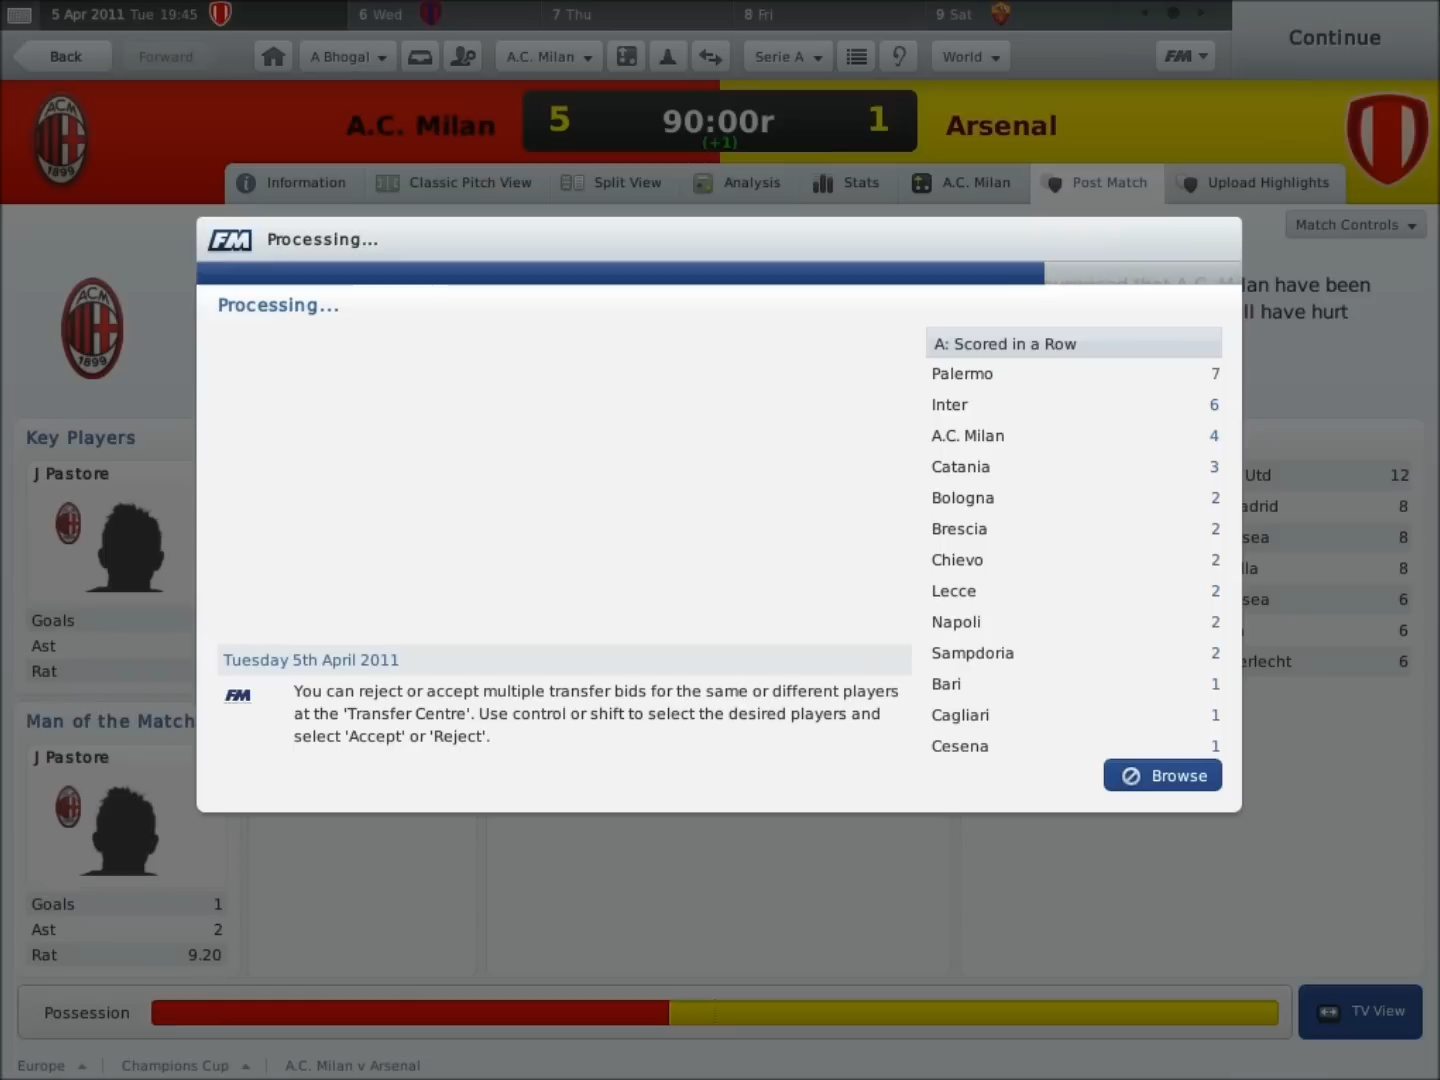 5 Apr 2011 Tue 19:45
6 Wed
7 Thu
8 Fri
9 Sat
Continue
Back
Forward
A Bhogal
A.C. Milan
Serie A
World
FM
A.C. Milan
5
90:00r
(+1)
1
Arsenal
ACM
1899
Information
Classic Pitch View
Split View
Analysis
Stats
A.C. Milan
Post Match
Upload Highlights
Match Controls
FM
Processing...
lan have been
ll have hurt
Processing...
ACM
1899
A: Scored in a Row
Palermo 7
Inter 6
A.C. Milan 4
Catania 3
Bologna 2
Brescia 2
Chievo 2
Lecce 2
Napoli 2
Sampdoria 2
Bari 1
Cagliari 1
Cesena 1
Browse
Tuesday 5th April 2011
FM
You can reject or accept multiple transfer bids for the same or different players
at the 'Transfer Centre'. Use control or shift to select the desired players and
select 'Accept' or 'Reject'.
Key Players
J Pastore
Goals
Ast
Rat
Utd 12
adrid 8
sea 8
lla 8
sea 6
6
erlecht 6
Man of the Match
J Pastore
Goals 1
Ast 2
Rat 9.20
Possession
TV View
Europe
Champions Cup
A.C. Milan v Arsenal